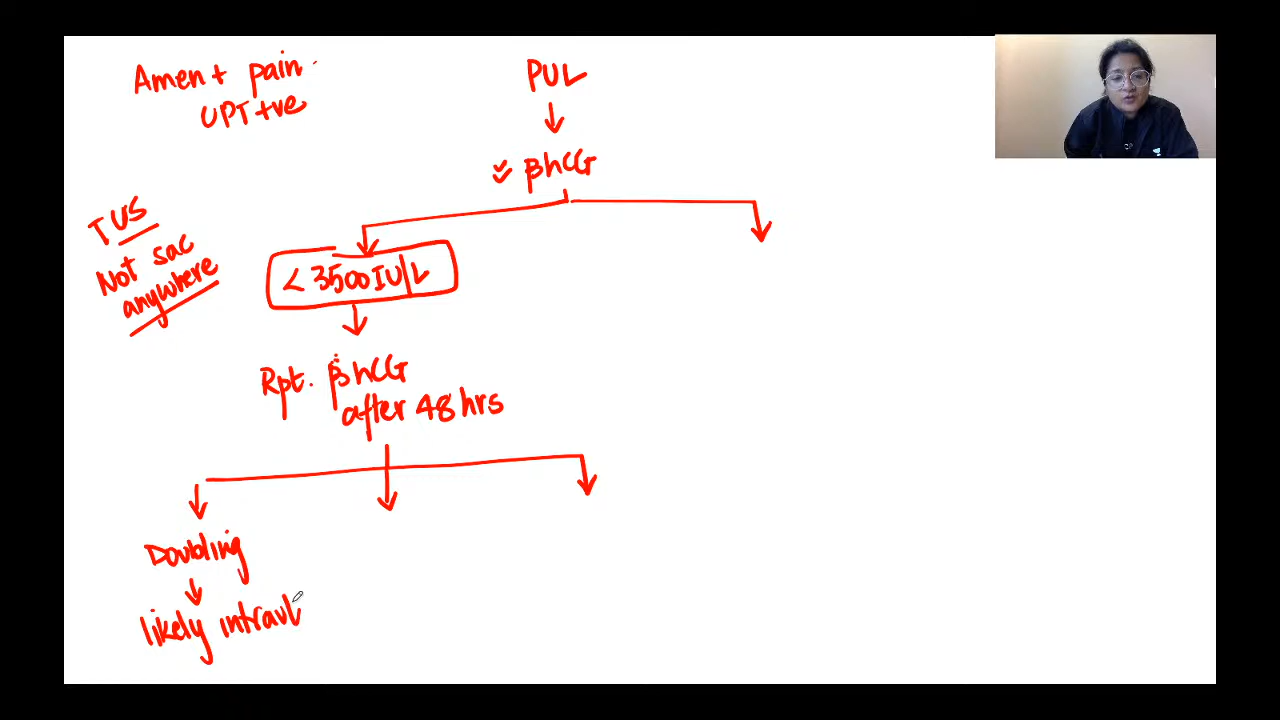 Amen+ pain
UPT +ve
PUL
βhCG
TUS
Not sac
anywhere
< 3500 IU/L
Rpt. βhCG
after 48 hrs
Doubling
likely intraut